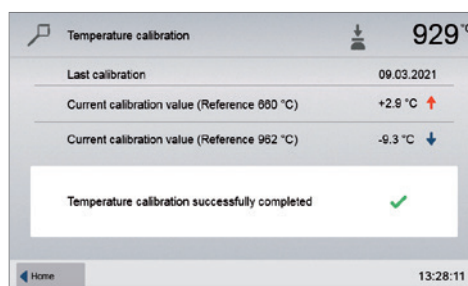 Temperature calibration 929 °C
Last calibration 09.03.2021
Current calibration value (Reference 660 °C) +2.9 °C
Current calibration value (Reference 962 °C) -9.3 °C
Temperature calibration successfully completed
Home 13:28:11